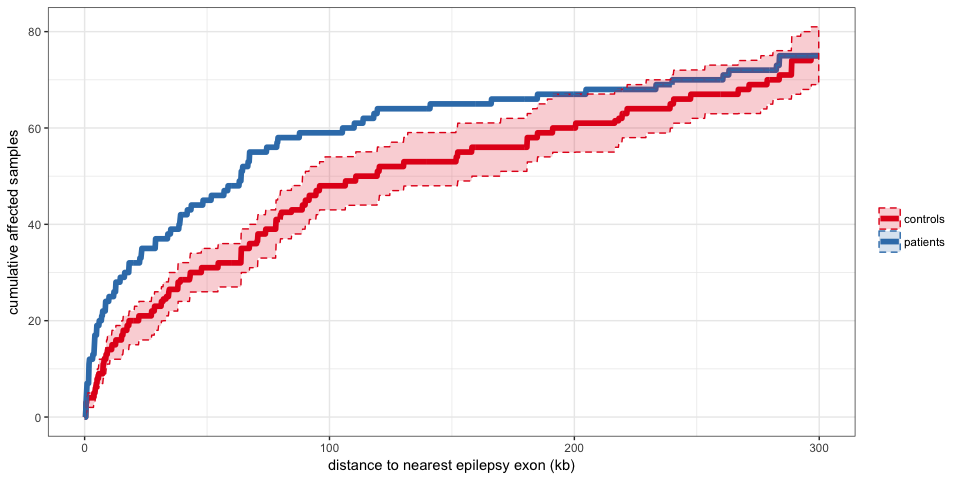 cumulative affected samples
80
60
40
20
0
0 100 200 300
distance to nearest epilepsy exon (kb)
controls
patients